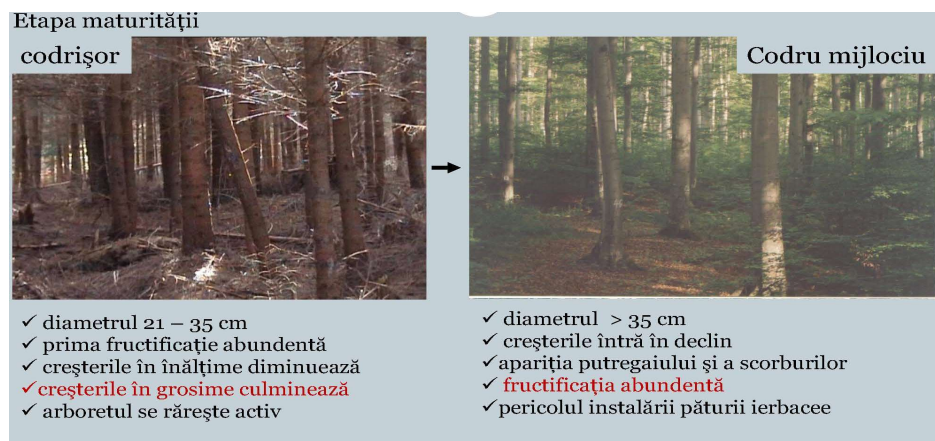 Etapa maturității
codrişor
Codru mijlociu
✓ diametrul 21 – 35 cm
✓ prima fructificație abundentă
✓ creşterile în înălțime diminuează
✓ creşterile în grosime culminează
✓ arboretul se răreşte activ
✓ diametrul > 35 cm
✓ creşterile întră în declin
✓ apariția putregaiului şi a scorburilor
✓ fructificația abundentă
✓ pericolul instalării păturii ierbacee